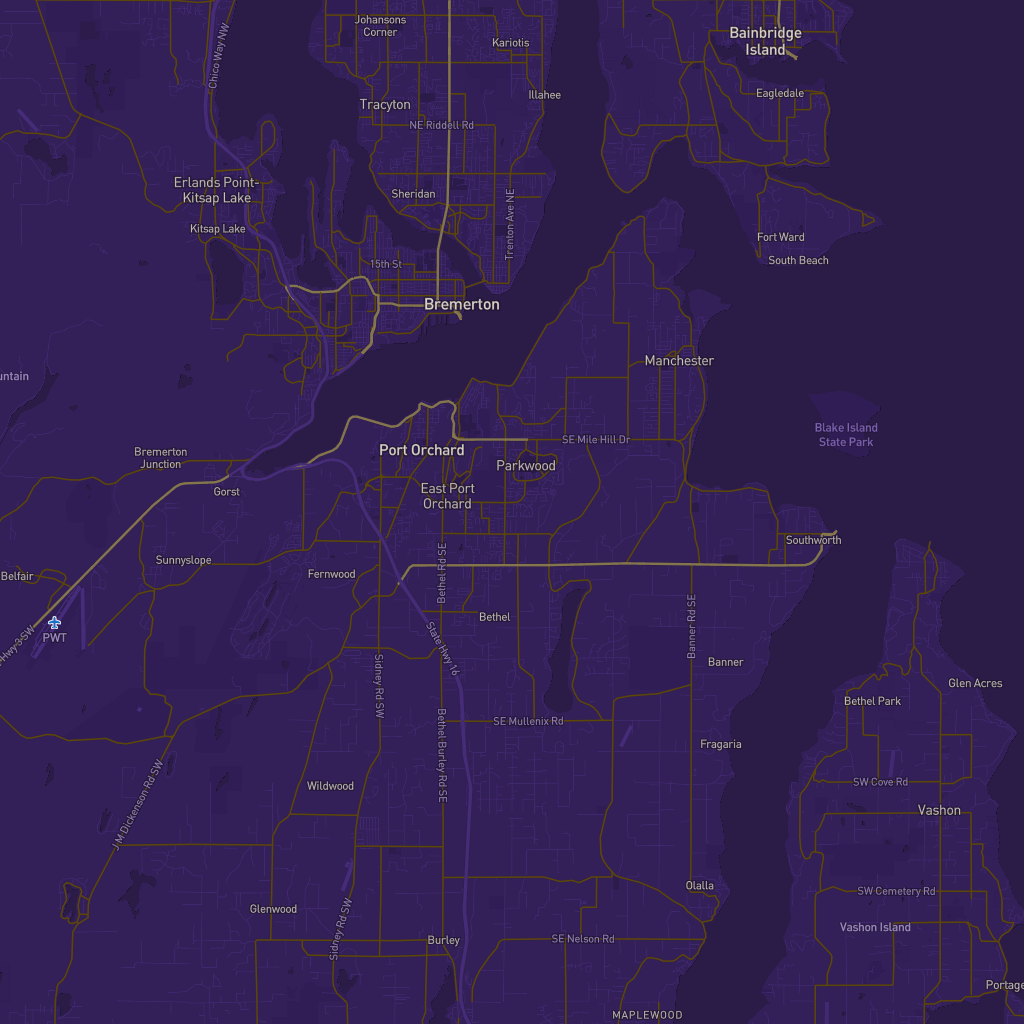 Johansons
Corner
Kariotis
Bainbridge
Island
Chico Way NW
Illahee
Eagledale
Tracyton
NE Riddell Rd
Erlands Point-
Kitsap Lake
Sheridan
Trenton Ave NE
Kitsap Lake
Fort Ward
South Beach
15th St
Bremerton
Manchester
untain
Blake Island
State Park
SE Mile Hill Dr
Port Orchard
Bremerton
Junction
Parkwood
Gorst
East Port
Orchard
Southworth
Sunnyslope
Belfair
Fernwood
Bethel Rd SE
Bethel
Banner Rd SE
PWT
Hwy 3 SW
State Hwy 16
Banner
Sidney Rd SW
Glen Acres
Bethel Park
SE Mullenix Rd
Bethel Burley Rd SE
Fragaria
Wildwood
SW Cove Rd
J M Dickenson Rd SW
Vashon
Olalla
SW Cemetery Rd
Glenwood
Sidney Rd SW
Vashon Island
Burley
SE Nelson Rd
Portage
MAPLEWOOD